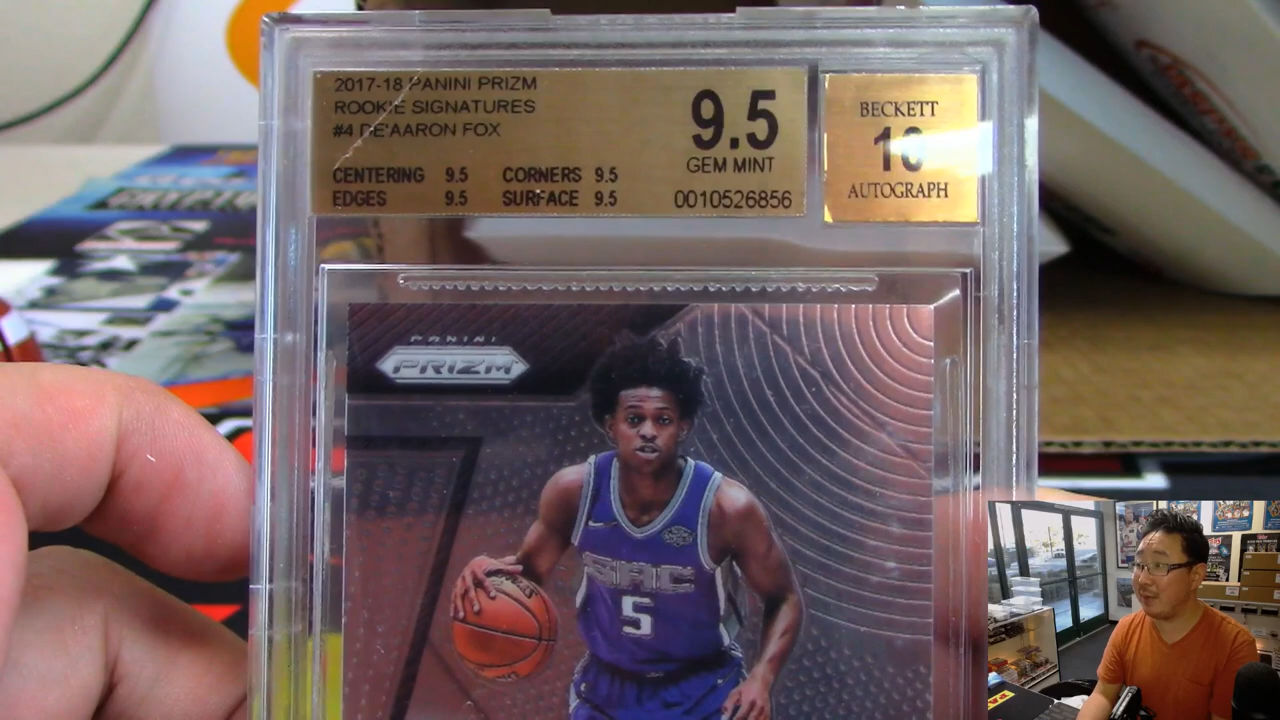 2017-18 PANINI PRIZM
ROOKIE SIGNATURES
#4 DE'AARON FOX
9.5
GEM MINT
CENTERING 9.5 CORNERS 9.5
EDGES 9.5 SURFACE 9.5
0010526856
BECKETT
10
AUTOGRAPH
PANINI
PRIZM
SAC
5